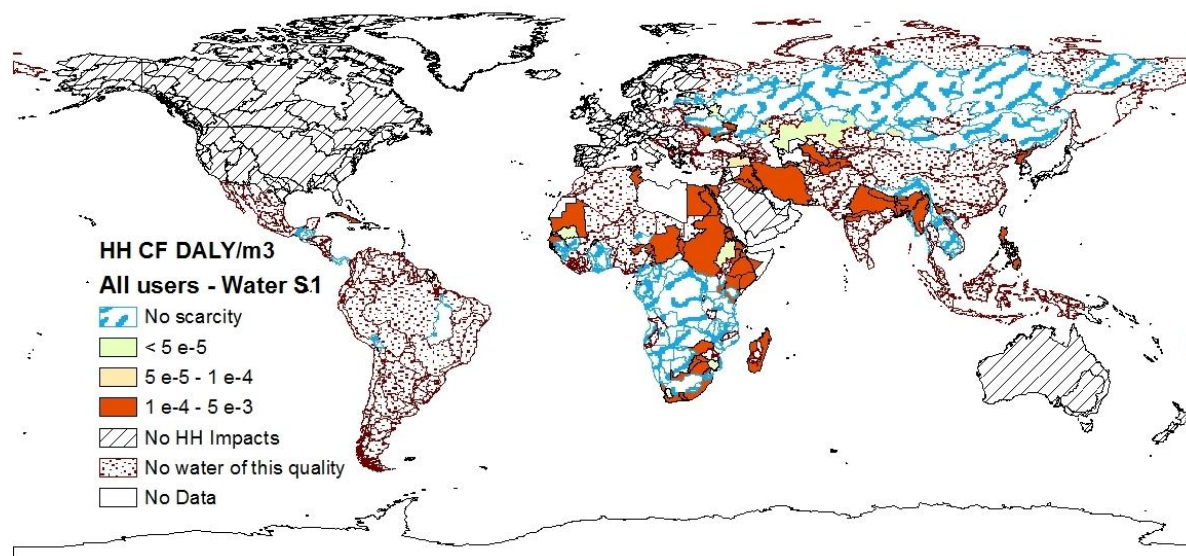 HH CF DALY/m3
All users - Water S1
No scarcity
< 5 e-5
5 e-5 - 1 e-4
1 e-4 - 5 e-3
No HH Impacts
No water of this quality
No Data